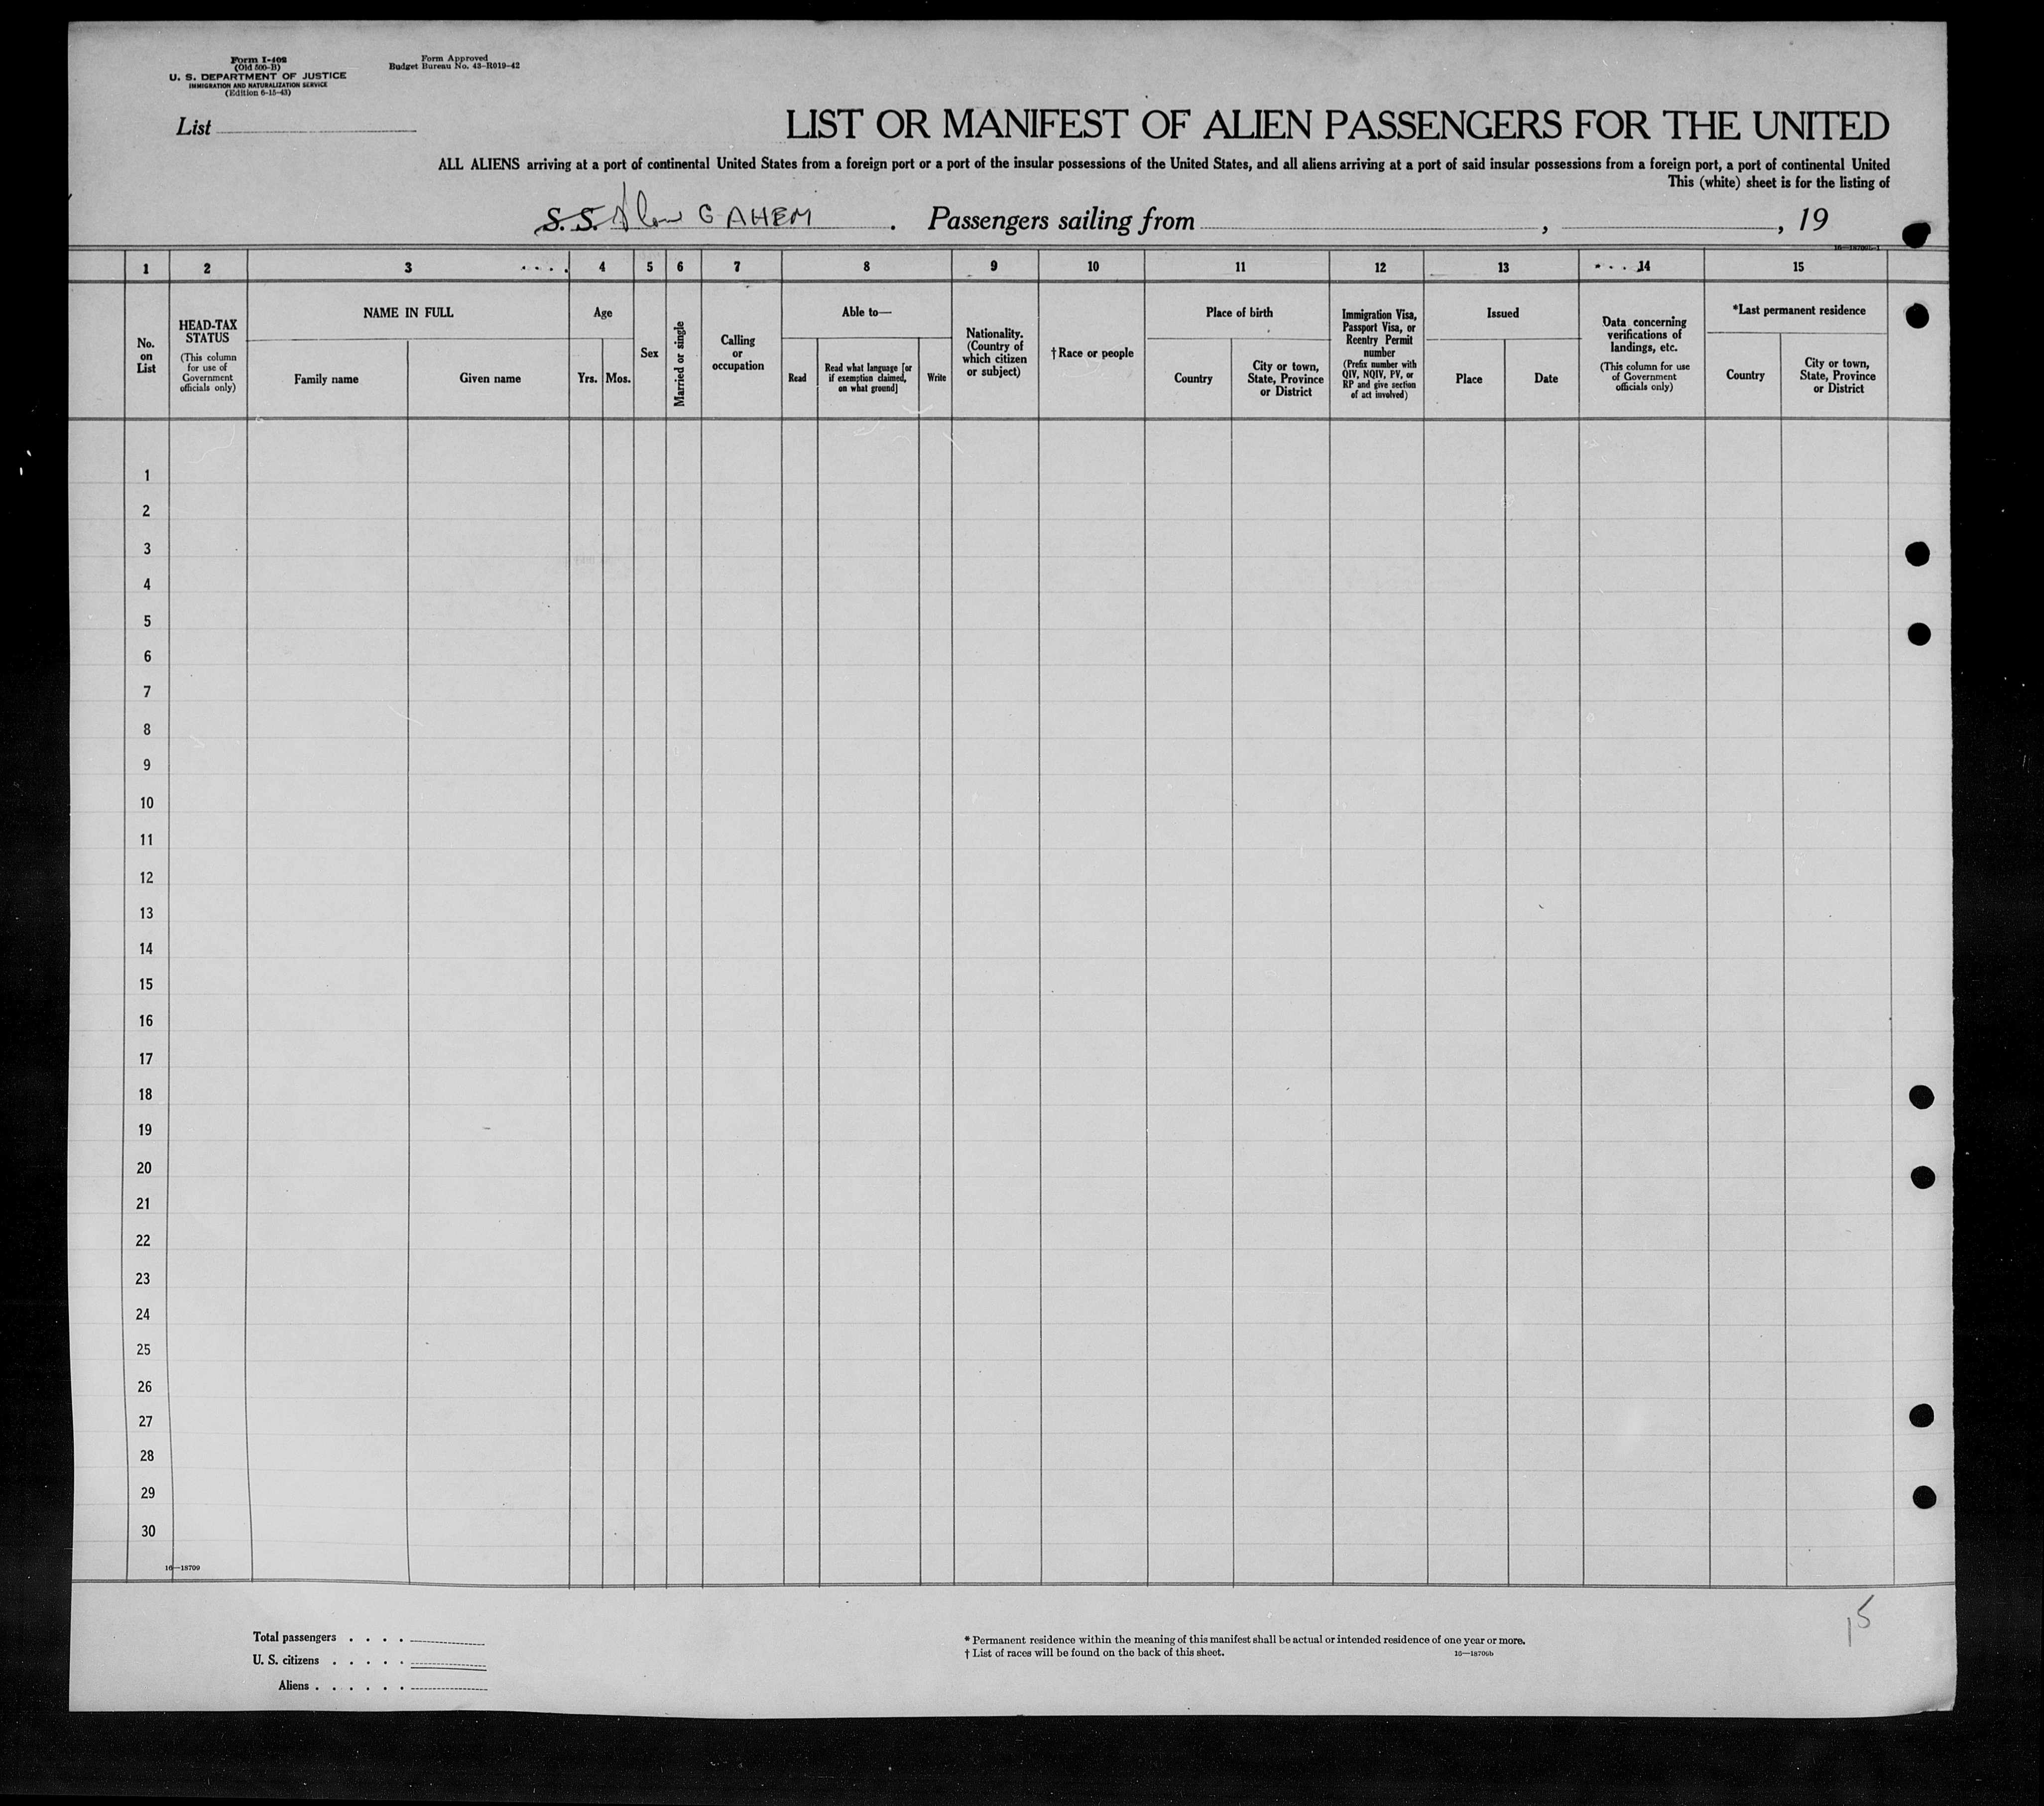 Form I-402
(Old 500-B)
U. S. DEPARTMENT OF JUSTICE
IMMIGRATION AND NATURALIZATION SERVICE
(Edition 6-15-43)
Form Approved
Budget Bureau No. 43-R019-42
List
LIST OR MANIFEST OF ALIEN PASSENGERS FOR THE UNITED
ALL ALIENS arriving at a port of continental United States from a foreign port or a port of the insular possessions of the United States, and all aliens arriving at a port of said insular possessions from a foreign port, a port of continental United
This (white) sheet is for the listing of
S. S. GAHEM . Passengers sailing from , , 19
1 2 3 4 5 6 7 8 9 10 11 12 13 14 15
No. on List
HEAD-TAX STATUS
(This column for use of Government officials only)
NAME IN FULL
Family name
Given name
Age
Yrs.
Mos.
Sex
Married or single
Calling or occupation
Able to—
Read
Read what language [or if exemption claimed, on what ground]
Write
Nationality. (Country of which citizen or subject)
†Race or people
Place of birth
Country
City or town, State, Province or District
Immigration Visa, Passport Visa, or Reentry Permit number
(Prefix number with QIV, NQIV, PV, or RP and give section of act involved)
Issued
Place
Date
Data concerning verifications of landings, etc.
(This column for use of Government officials only)
*Last permanent residence
Country
City or town, State, Province or District
1
2
3
4
5
6
7
8
9
10
11
12
13
14
15
16
17
18
19
20
21
22
23
24
25
26
27
28
29
30
16—18709
Total passengers . . . .
U. S. citizens . . . . .
Aliens . . . . . .
* Permanent residence within the meaning of this manifest shall be actual or intended residence of one year or more.
† List of races will be found on the back of this sheet.
16—18709b
15